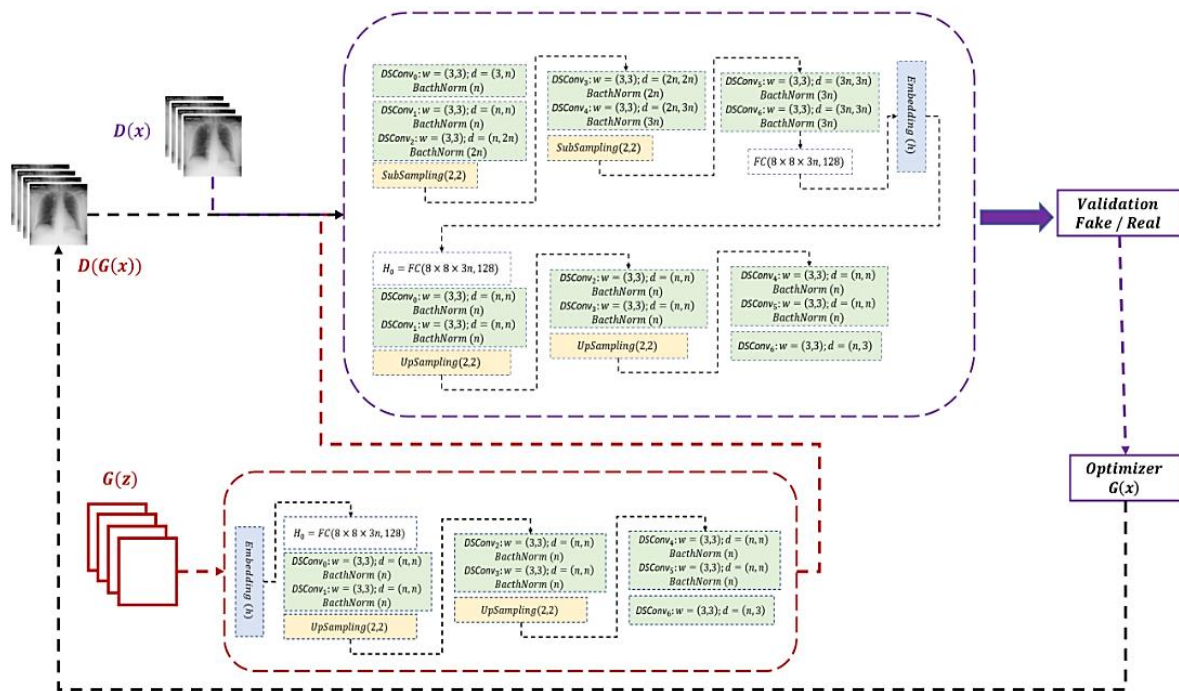 D(x)
D(G(x))
DSConv₀: w = (3,3); d = (3, n)
BacthNorm (n)
DSConv₁: w = (3,3); d = (n, n)
BacthNorm (n)
DSConv₂: w = (3,3); d = (n, 2n)
BacthNorm (2n)
SubSampling(2,2)
DSConv₃: w = (3,3); d = (2n, 2n)
BacthNorm (2n)
DSConv₄: w = (3,3); d = (2n, 3n)
BacthNorm (3n)
SubSampling(2,2)
DSConv₅: w = (3,3); d = (3n, 3n)
BacthNorm (3n)
DSConv₆: w = (3,3); d = (3n, 3n)
BacthNorm (3n)
FC(8 × 8 × 3n, 128)
Embedding (h)
H₀ = FC(8 × 8 × 3n, 128)
DSConv₀: w = (3,3); d = (n, n)
BacthNorm (n)
DSConv₁: w = (3,3); d = (n, n)
BacthNorm (n)
UpSampling(2,2)
DSConv₂: w = (3,3); d = (n, n)
BacthNorm (n)
DSConv₃: w = (3,3); d = (n, n)
BacthNorm (n)
UpSampling(2,2)
DSConv₄: w = (3,3); d = (n, n)
BacthNorm (n)
DSConv₅: w = (3,3); d = (n, n)
BacthNorm (n)
DSConv₆: w = (3,3); d = (n, 3)
Validation
Fake / Real
Optimizer
G(x)
G(z)
Embedding (h)
H₀ = FC(8 × 8 × 3n, 128)
DSConv₀: w = (3,3); d = (n, n)
BacthNorm (n)
DSConv₁: w = (3,3); d = (n, n)
BacthNorm (n)
UpSampling(2,2)
DSConv₂: w = (3,3); d = (n, n)
BacthNorm (n)
DSConv₃: w = (3,3); d = (n, n)
BacthNorm (n)
UpSampling(2,2)
DSConv₄: w = (3,3); d = (n, n)
BacthNorm (n)
DSConv₅: w = (3,3); d = (n, n)
BacthNorm (n)
DSConv₆: w = (3,3); d = (n, 3)